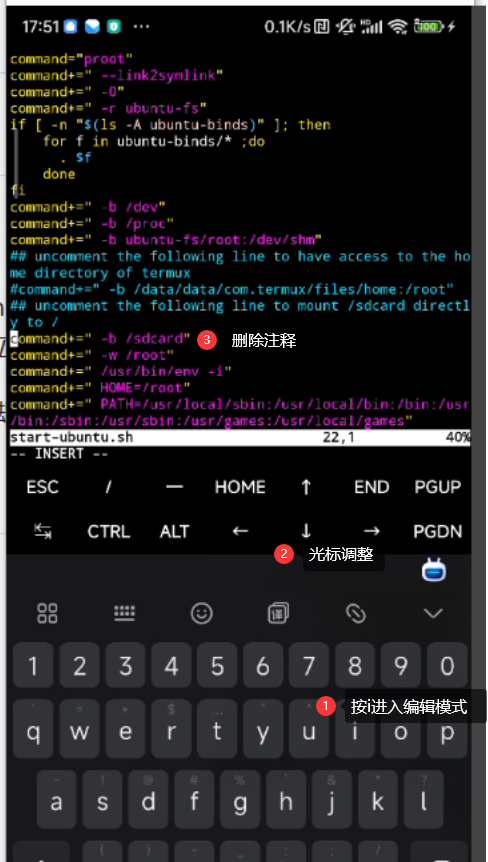 17:51 ··· 0.1K/s HD 100
command="proot"
command+=" --link2symlink"
command+=" -0"
command+=" -r ubuntu-fs"
if [ -n "$(ls -A ubuntu-binds)" ]; then
for f in ubuntu-binds/* ;do
. $f
done
fi
command+=" -b /dev"
command+=" -b /proc"
command+=" -b ubuntu-fs/root:/dev/shm"
## uncomment the following line to have access to the ho
me directory of termux
#command+=" -b /data/data/com.termux/files/home:/root"
## uncomment the following line to mount /sdcard directl
y to /
command+=" -b /sdcard" 3 删除注释
command+=" -w /root"
command+=" /usr/bin/env -i"
command+=" HOME=/root"
command+=" PATH=/usr/local/sbin:/usr/local/bin:/bin:/usr
/bin:/sbin:/usr/sbin:/usr/games:/usr/local/games"
start-ubuntu.sh 22,1 40%
-- INSERT --
ESC / — HOME ↑ END PGUP
↹ CTRL ALT ← ↓ → PGDN
2 光标调整
译
1 2 3 4 5 6 7 8 9 0
1 按i进入编辑模式
q w e r t y u i o p
a s d f g h j k l